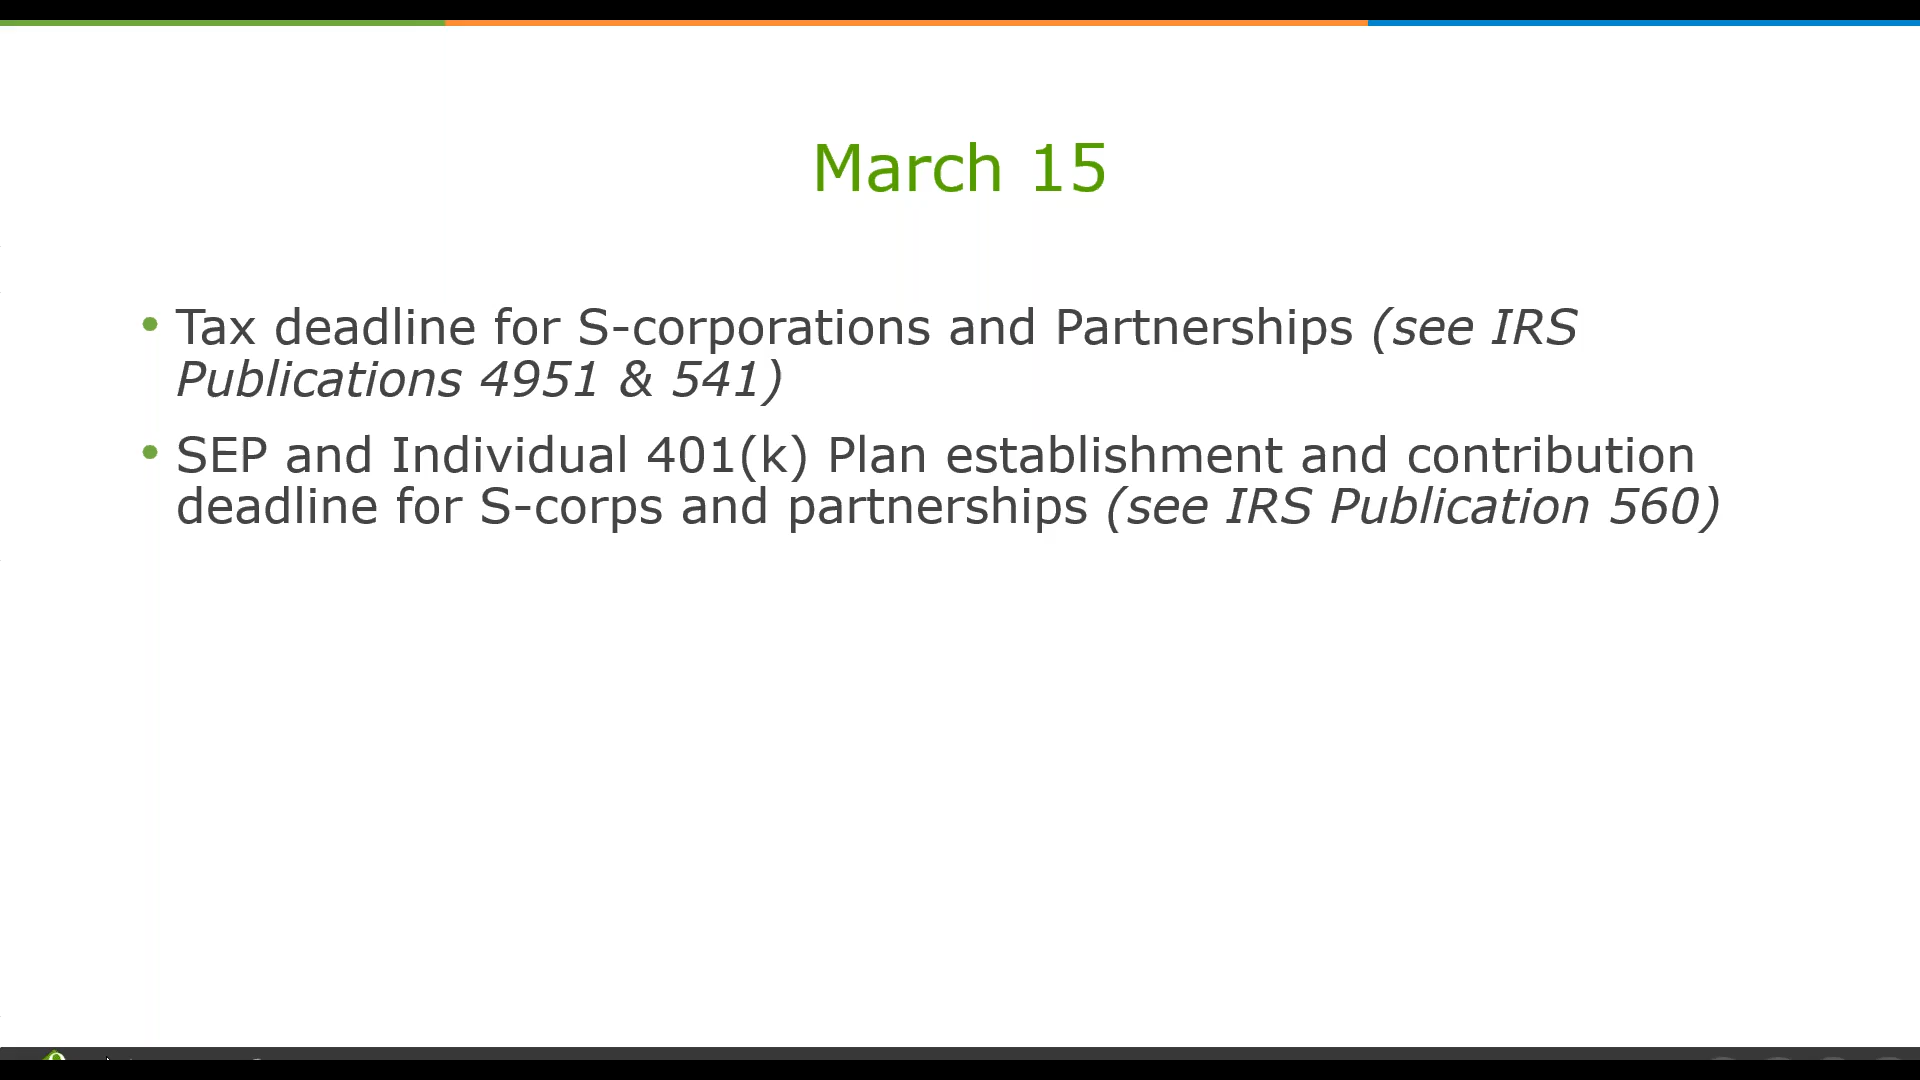 March 15
• Tax deadline for S-corporations and Partnerships (see IRS
Publications 4951 & 541)
• SEP and Individual 401(k) Plan establishment and contribution
deadline for S-corps and partnerships (see IRS Publication 560)